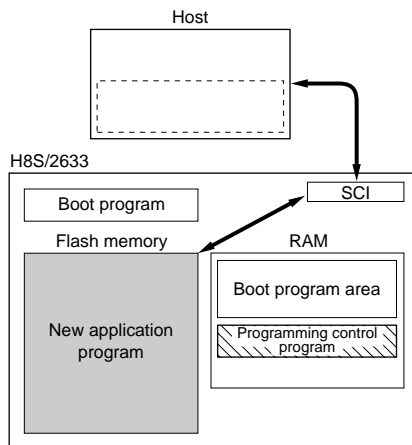 Host
H8S/2633
SCI
Boot program
Flash memory
RAM
Boot program area
New application
program
Programming control
program